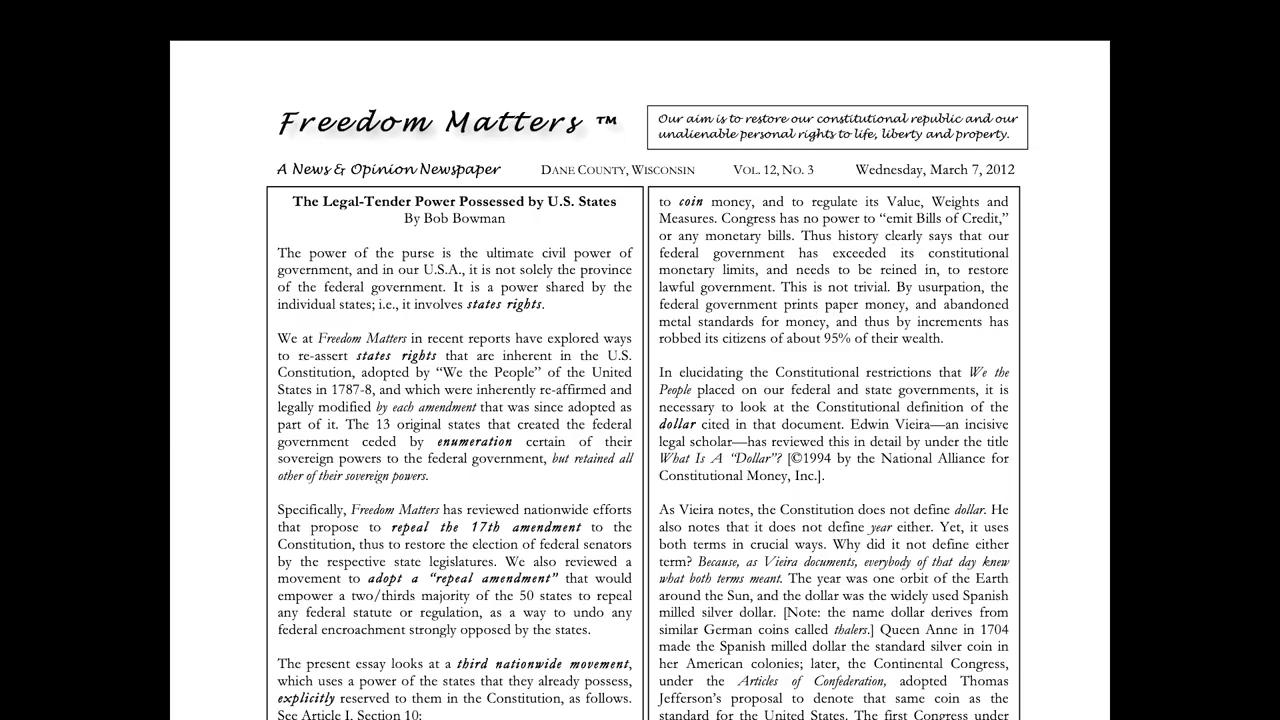 Freedom Matters ™
Our aim is to restore our constitutional republic and our
unalienable personal rights to life, liberty and property.
A News & Opinion Newspaper DANE COUNTY, WISCONSIN VOL. 12, NO. 3 Wednesday, March 7, 2012
The Legal-Tender Power Possessed by U.S. States
By Bob Bowman
The power of the purse is the ultimate civil power of
government, and in our U.S.A., it is not solely the province
of the federal government. It is a power shared by the
individual states; i.e., it involves states rights.
We at Freedom Matters in recent reports have explored ways
to re-assert states rights that are inherent in the U.S.
Constitution, adopted by “We the People” of the United
States in 1787-8, and which were inherently re-affirmed and
legally modified by each amendment that was since adopted as
part of it. The 13 original states that created the federal
government ceded by enumeration certain of their
sovereign powers to the federal government, but retained all
other of their sovereign powers.
Specifically, Freedom Matters has reviewed nationwide efforts
that propose to repeal the 17th amendment to the
Constitution, thus to restore the election of federal senators
by the respective state legislatures. We also reviewed a
movement to adopt a “repeal amendment” that would
empower a two/thirds majority of the 50 states to repeal
any federal statute or regulation, as a way to undo any
federal encroachment strongly opposed by the states.
The present essay looks at a third nationwide movement,
which uses a power of the states that they already possess,
explicitly reserved to them in the Constitution, as follows.
See Article I, Section 10:
to coin money, and to regulate its Value, Weights and
Measures. Congress has no power to “emit Bills of Credit,”
or any monetary bills. Thus history clearly says that our
federal government has exceeded its constitutional
monetary limits, and needs to be reined in, to restore
lawful government. This is not trivial. By usurpation, the
federal government prints paper money, and abandoned
metal standards for money, and thus by increments has
robbed its citizens of about 95% of their wealth.
In elucidating the Constitutional restrictions that We the
People placed on our federal and state governments, it is
necessary to look at the Constitutional definition of the
dollar cited in that document. Edwin Vieira—an incisive
legal scholar—has reviewed this in detail by under the title
What Is A “Dollar”? [©1994 by the National Alliance for
Constitutional Money, Inc.].
As Vieira notes, the Constitution does not define dollar. He
also notes that it does not define year either. Yet, it uses
both terms in crucial ways. Why did it not define either
term? Because, as Vieira documents, everybody of that day knew
what both terms meant. The year was one orbit of the Earth
around the Sun, and the dollar was the widely used Spanish
milled silver dollar. [Note: the name dollar derives from
similar German coins called thalers.] Queen Anne in 1704
made the Spanish milled dollar the standard silver coin in
her American colonies; later, the Continental Congress,
under the Articles of Confederation, adopted Thomas
Jefferson’s proposal to denote that same coin as the
standard for the United States. The first Congress under